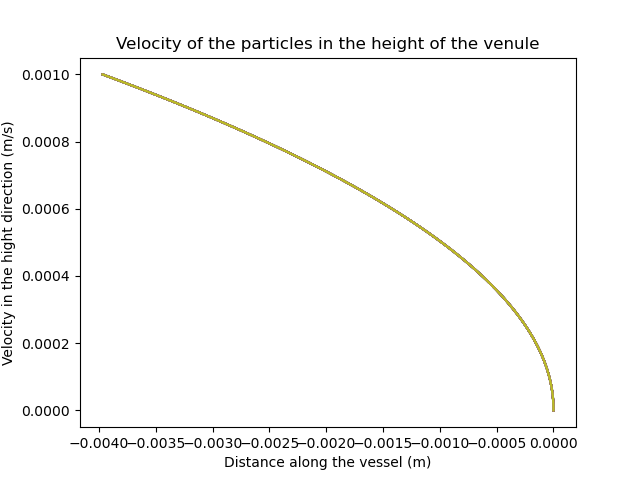 Velocity of the particles in the height of the venule
Velocity in the hight direction (m/s)
0.0010
0.0008
0.0006
0.0004
0.0002
0.0000
−0.0040 −0.0035 −0.0030 −0.0025 −0.0020 −0.0015 −0.0010 −0.0005 0.0000
Distance along the vessel (m)